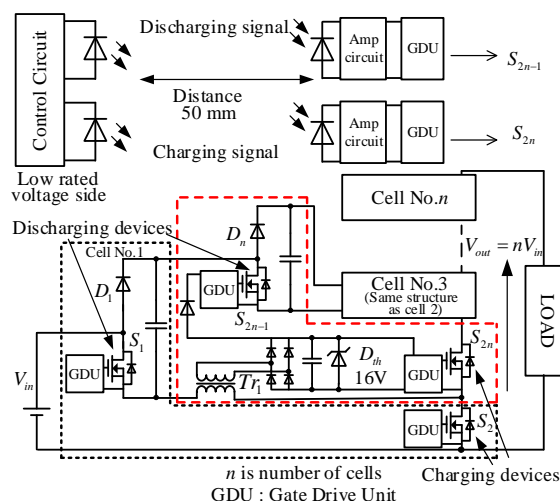 Control Circuit
Discharging signal
Amp circuit
GDU
S2n−1
Distance 50 mm
Charging signal
Amp circuit
GDU
S2n
Low rated voltage side
Discharging devices
Cell No.1
Cell No.n
Dn
D1
GDU
S2n−1
Cell No.3
(Same structure as cell 2)
Vout = nVin
LOAD
S1
GDU
Vin
Tr1
Dth
16V
GDU
S2n
S2
GDU
n is number of cells
GDU : Gate Drive Unit
Charging devices